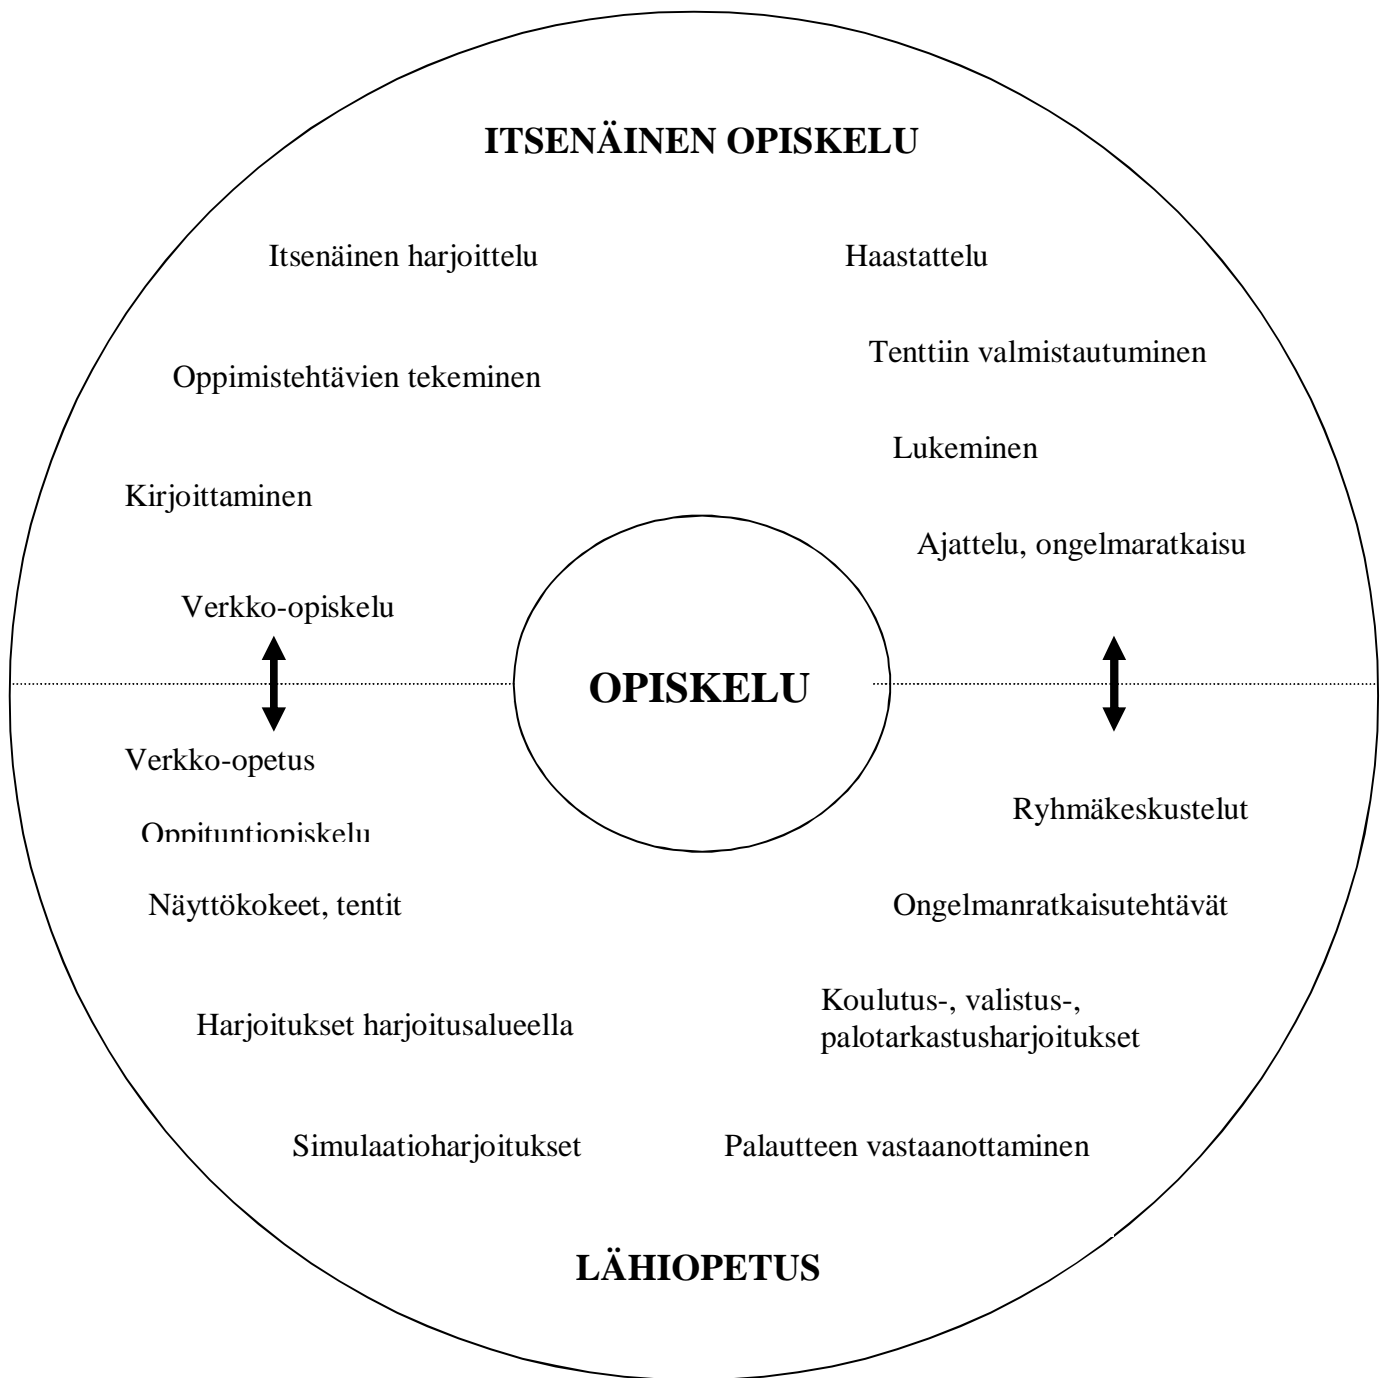 ITSENÄINEN OPISKELU
Itsenäinen harjoittelu
Haastattelu
Tenttiin valmistautuminen
Oppimistehtävien tekeminen
Lukeminen
Kirjoittaminen
Ajattelu, ongelmaratkaisu
Verkko-opiskelu
OPISKELU
Verkko-opetus
Ryhmäkeskustelut
Oppituntiopiskelu
Näyttökokeet, tentit
Ongelmanratkaisutehtävät
Koulutus-, valistus-,
palotarkastusharjoitukset
Harjoitukset harjoitusalueella
Simulaatioharjoitukset
Palautteen vastaanottaminen
LÄHIOPETUS